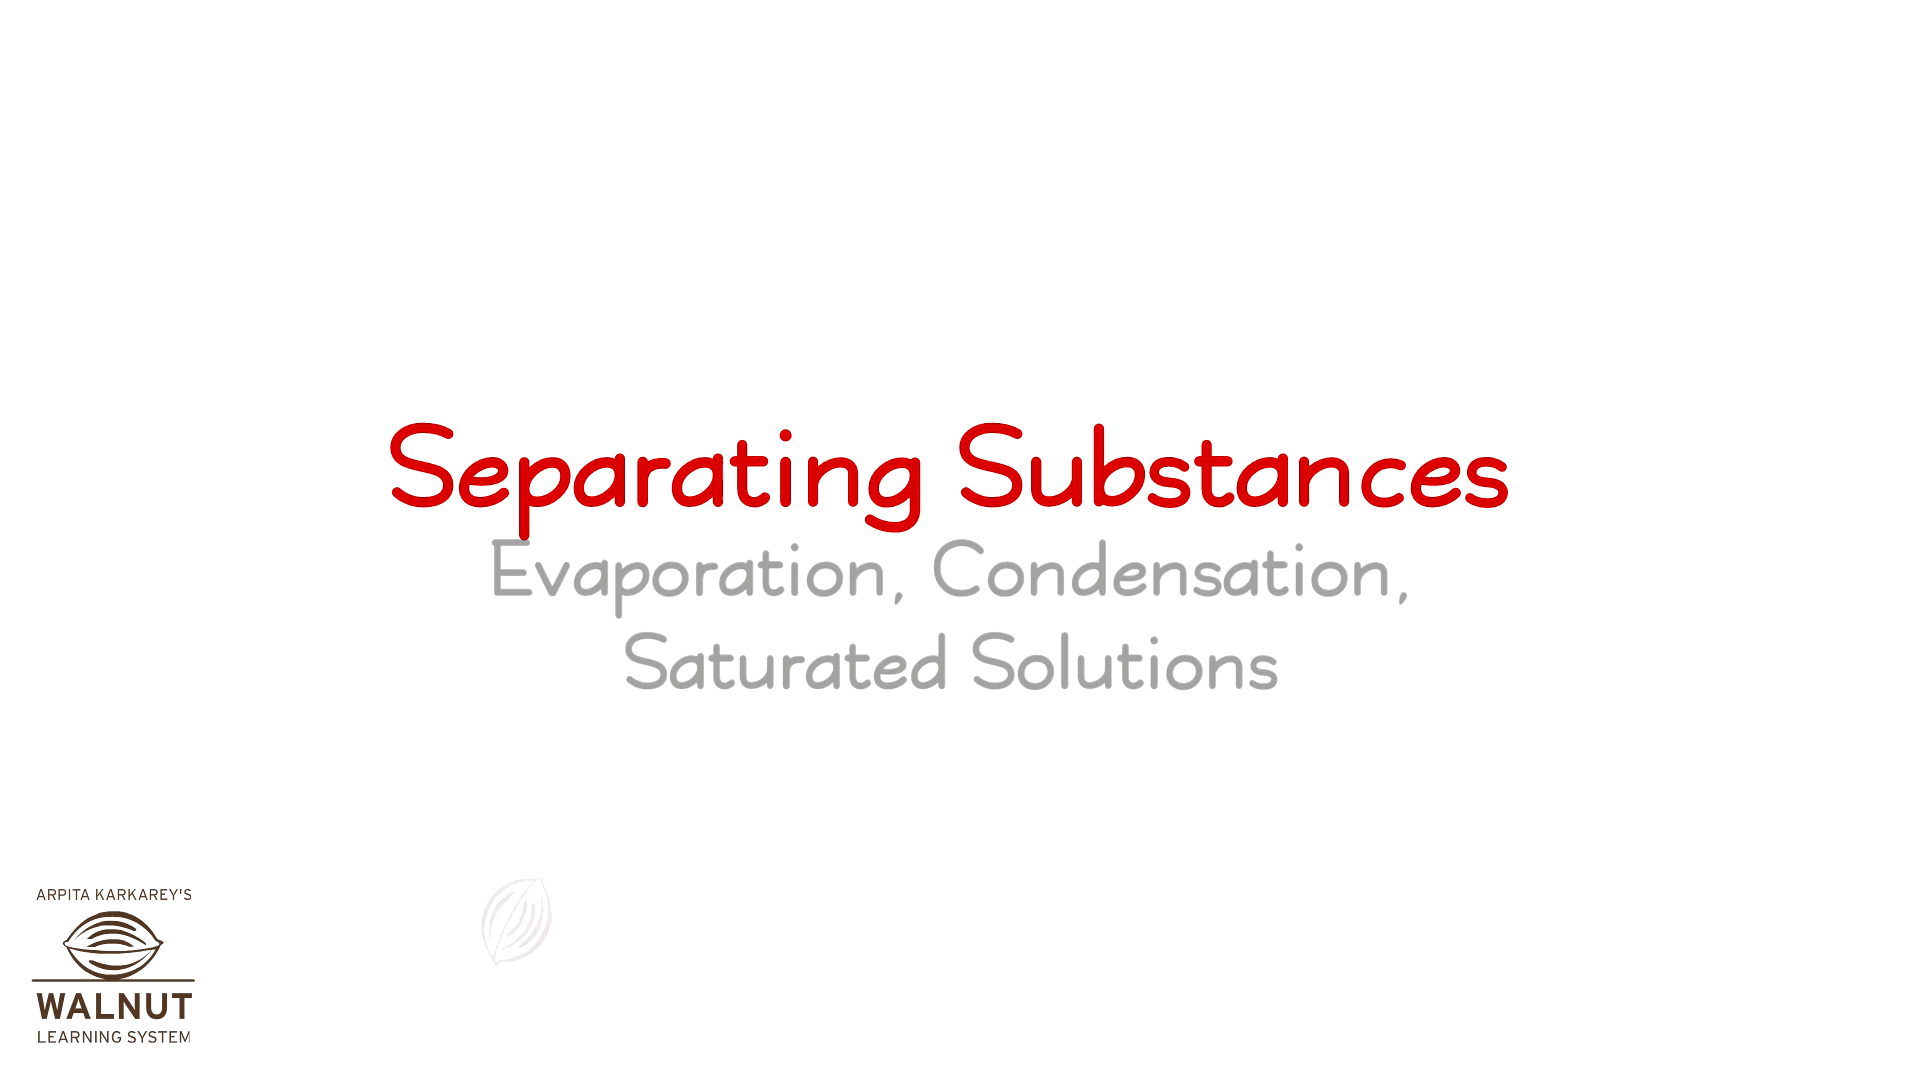 Separating Substances
Evaporation, Condensation,
Saturated Solutions
ARPITA KARKAREY'S
WALNUT
LEARNING SYSTEM